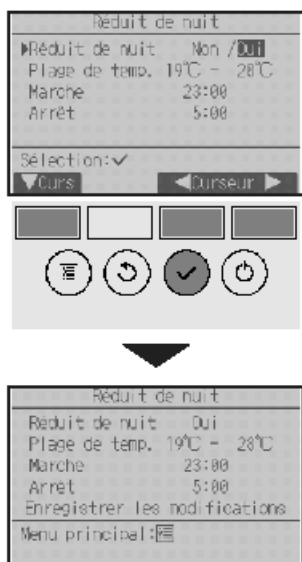 Réduit de nuit
▶Réduit de nuit Non /Oui
Plage de temp. 19℃ - 28℃
Marche 23:00
Arrêt 5:00
Sélection:✓
▼Curs ◀Curseur▶
Réduit de nuit
Réduit de nuit Oui
Plage de temp. 19℃ - 28℃
Marche 23:00
Arrêt 5:00
Enregistrer les modifications
Menu principal: